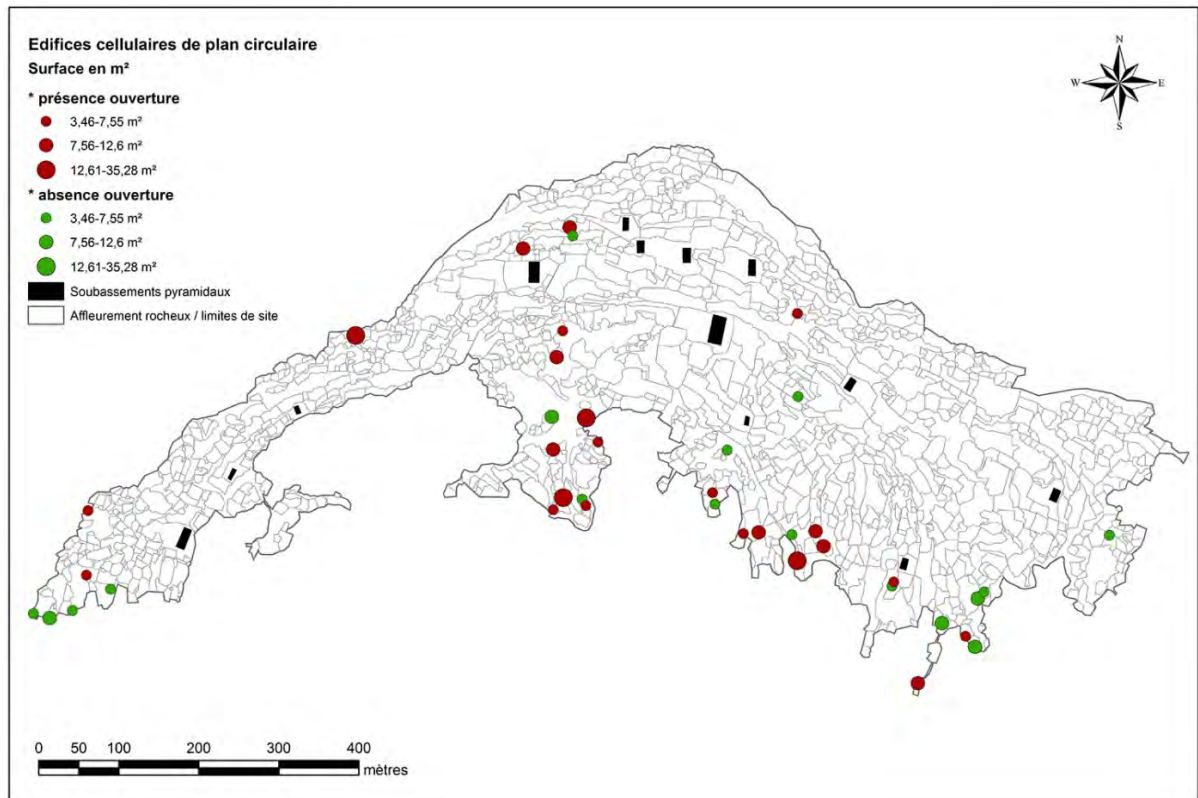 Edifices cellulaires de plan circulaire
Surface en m²
* présence ouverture
3,46-7,55 m²
7,56-12,6 m²
12,61-35,28 m²
* absence ouverture
3,46-7,55 m²
7,56-12,6 m²
12,61-35,28 m²
Soubassements pyramidaux
Affleurement rocheux / limites de site
N
W E
S
0 50 100 200 300 400
mètres